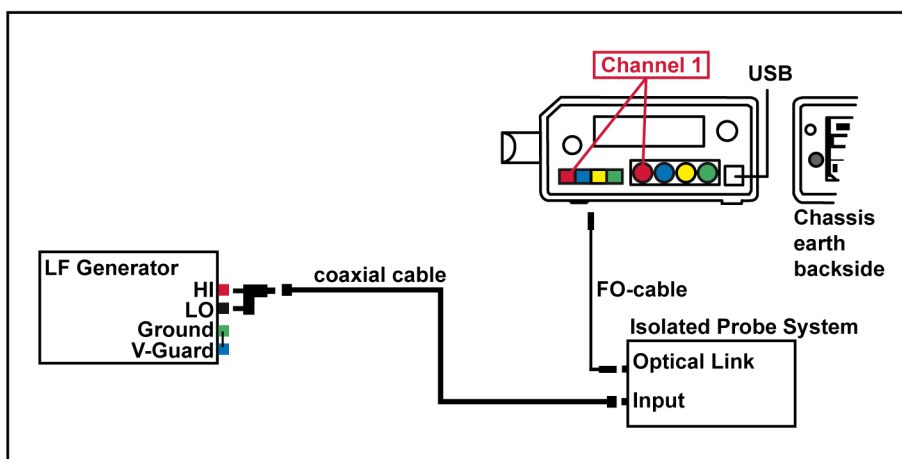 Channel 1
USB
Chassis
earth
backside
LF Generator
HI
LO
Ground
V-Guard
coaxial cable
FO-cable
Isolated Probe System
Optical Link
Input